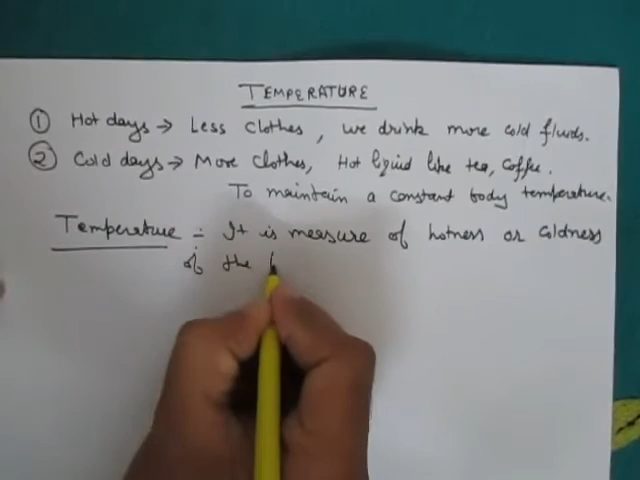 TEMPERATURE
① Hot days → Less clothes, we drink more cold fluids.
② Cold days → More clothes, Hot liquid like tea, coffee.
To maintain a constant body temperature.
Temperature :- It is measure of hotness or coldness
of the